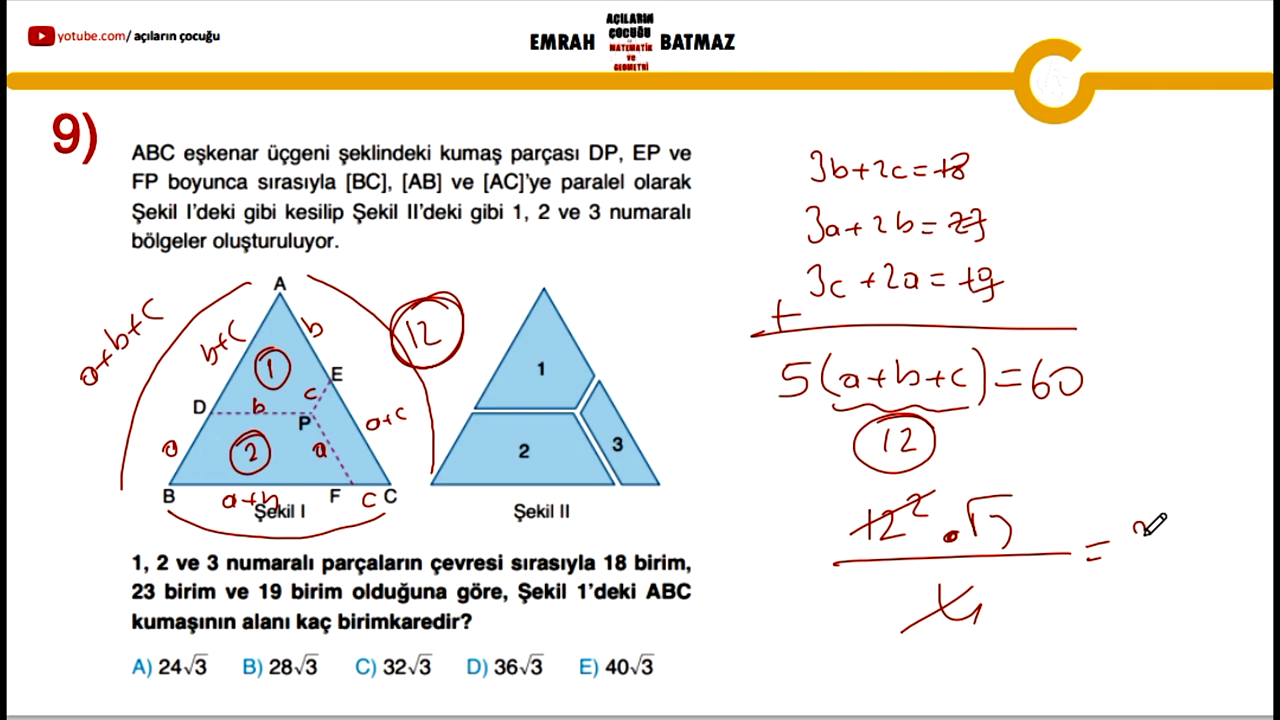 yotube.com/ açıların çocuğu
EMRAH
AÇILARIN
ÇOCUĞU
MATEMATİK
ve
GEOMETRİ
BATMAZ
9)
ABC eşkenar üçgeni şeklindeki kumaş parçası DP, EP ve
FP boyunca sırasıyla [BC], [AB] ve [AC]'ye paralel olarak
Şekil I'deki gibi kesilip Şekil II'deki gibi 1, 2 ve 3 numaralı
bölgeler oluşturuluyor.
A
a+b+c
b+c
b
12
1
E
c
D
b
P
a+c
a
2
a
B
a+b
F
c
C
Şekil I
1
2
3
Şekil II
1, 2 ve 3 numaralı parçaların çevresi sırasıyla 18 birim,
23 birim ve 19 birim olduğuna göre, Şekil 1'deki ABC
kumaşının alanı kaç birimkaredir?
A) 24√3 B) 28√3 C) 32√3 D) 36√3 E) 40√3
3b+2c=18
3a+2b=23
3c+2a=19
+
5(a+b+c)=60
12
12² . √3
=
4